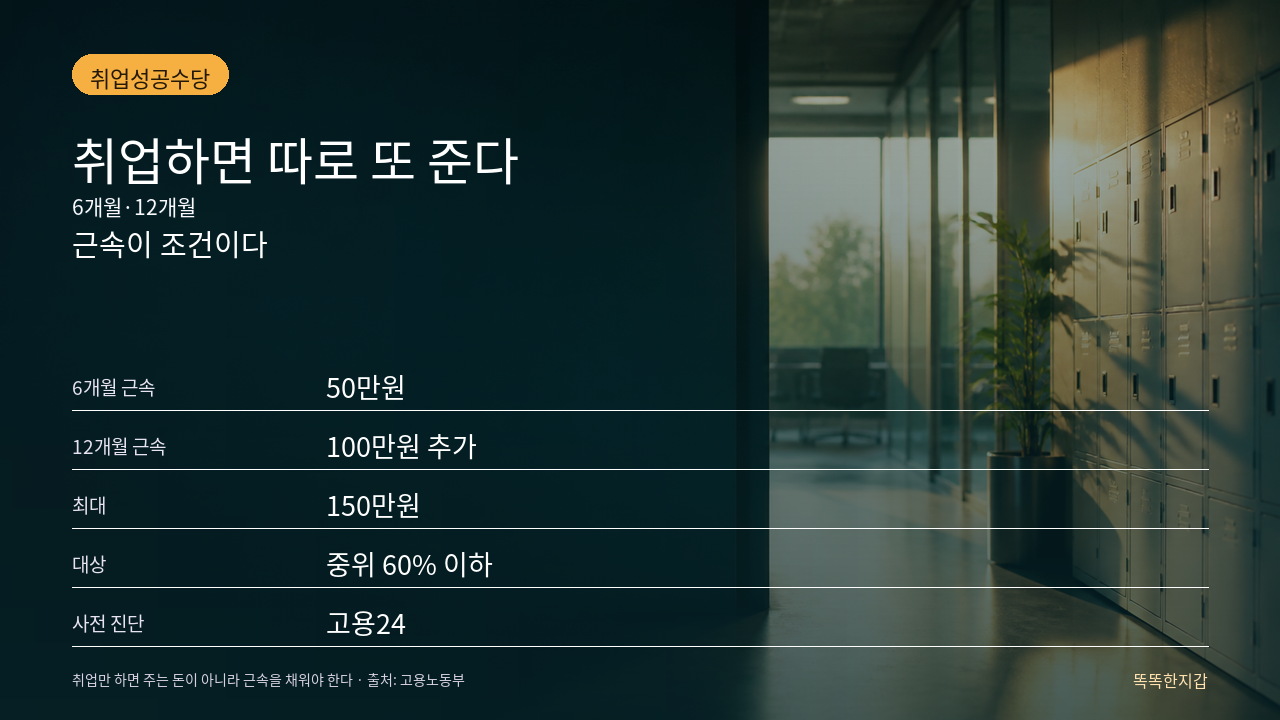 취업성공수당
취업하면 따로 또 준다
6개월·12개월
근속이 조건이다
6개월 근속 50만원
12개월 근속 100만원 추가
최대 150만원
대상 중위 60% 이하
사전 진단 고용24
취업만 하면 주는 돈이 아니라 근속을 채워야 한다 · 출처: 고용노동부
똑똑한지갑